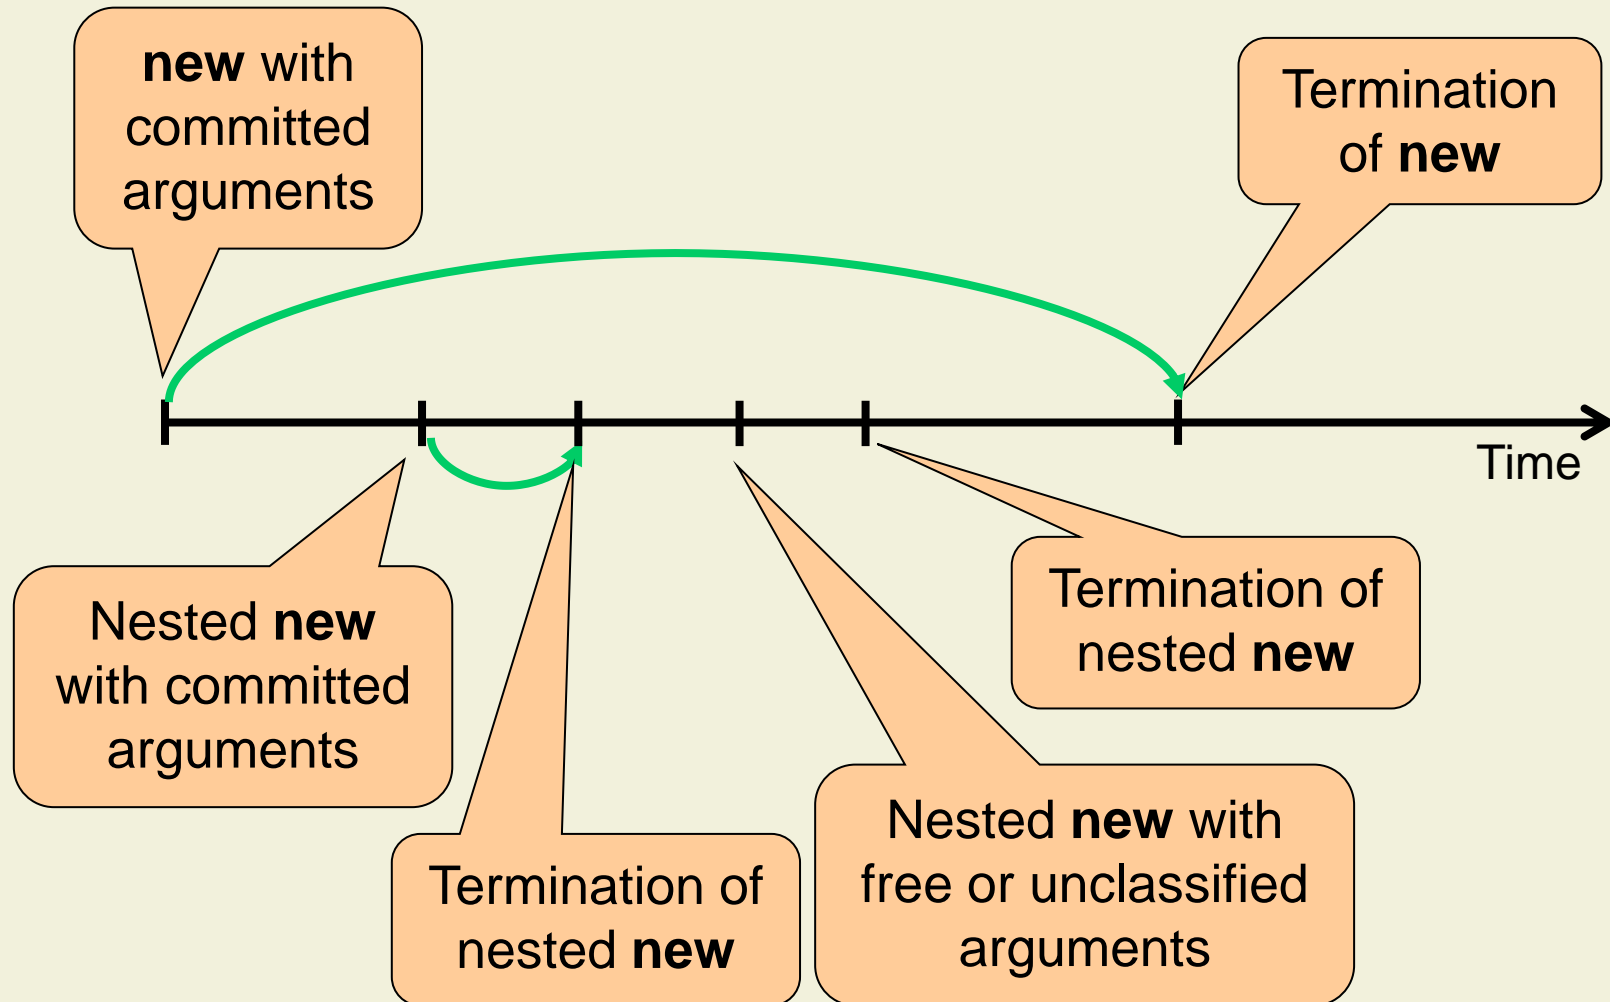 new with
committed
arguments
Termination
of new
Time
Nested new
with committed
arguments
Termination of
nested new
Termination of
nested new
Nested new with
free or unclassified
arguments